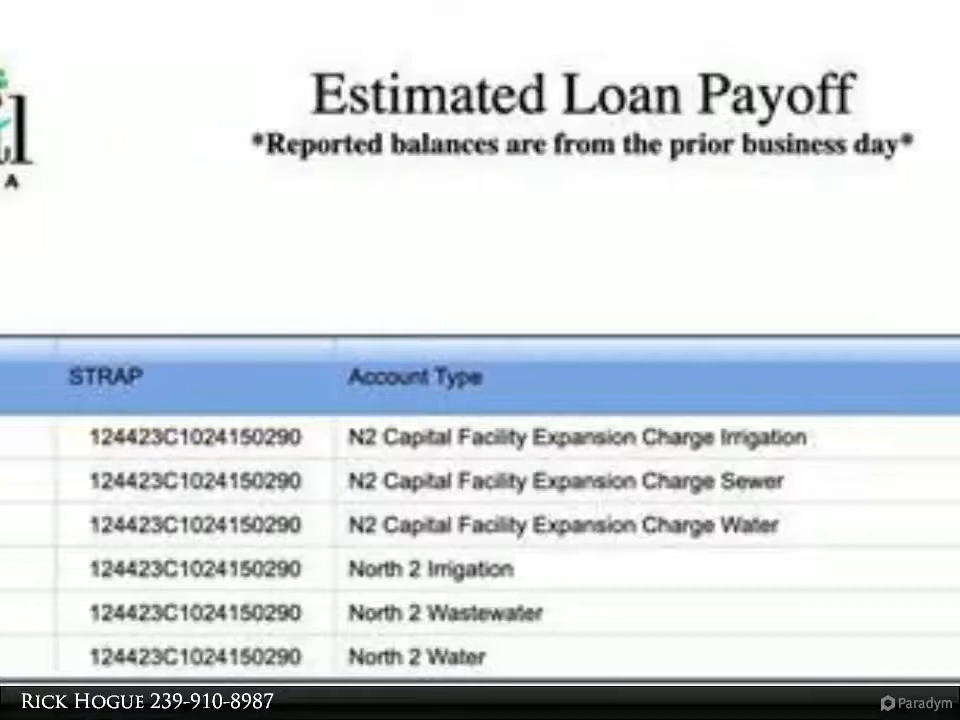 Estimated Loan Payoff
*Reported balances are from the prior business day*
l
A
STRAP Account Type
124423C1024150290 N2 Capital Facility Expansion Charge Irrigation
124423C1024150290 N2 Capital Facility Expansion Charge Sewer
124423C1024150290 N2 Capital Facility Expansion Charge Water
124423C1024150290 North 2 Irrigation
124423C1024150290 North 2 Wastewater
124423C1024150290 North 2 Water
Rick Hogue 239-910-8987 Paradym